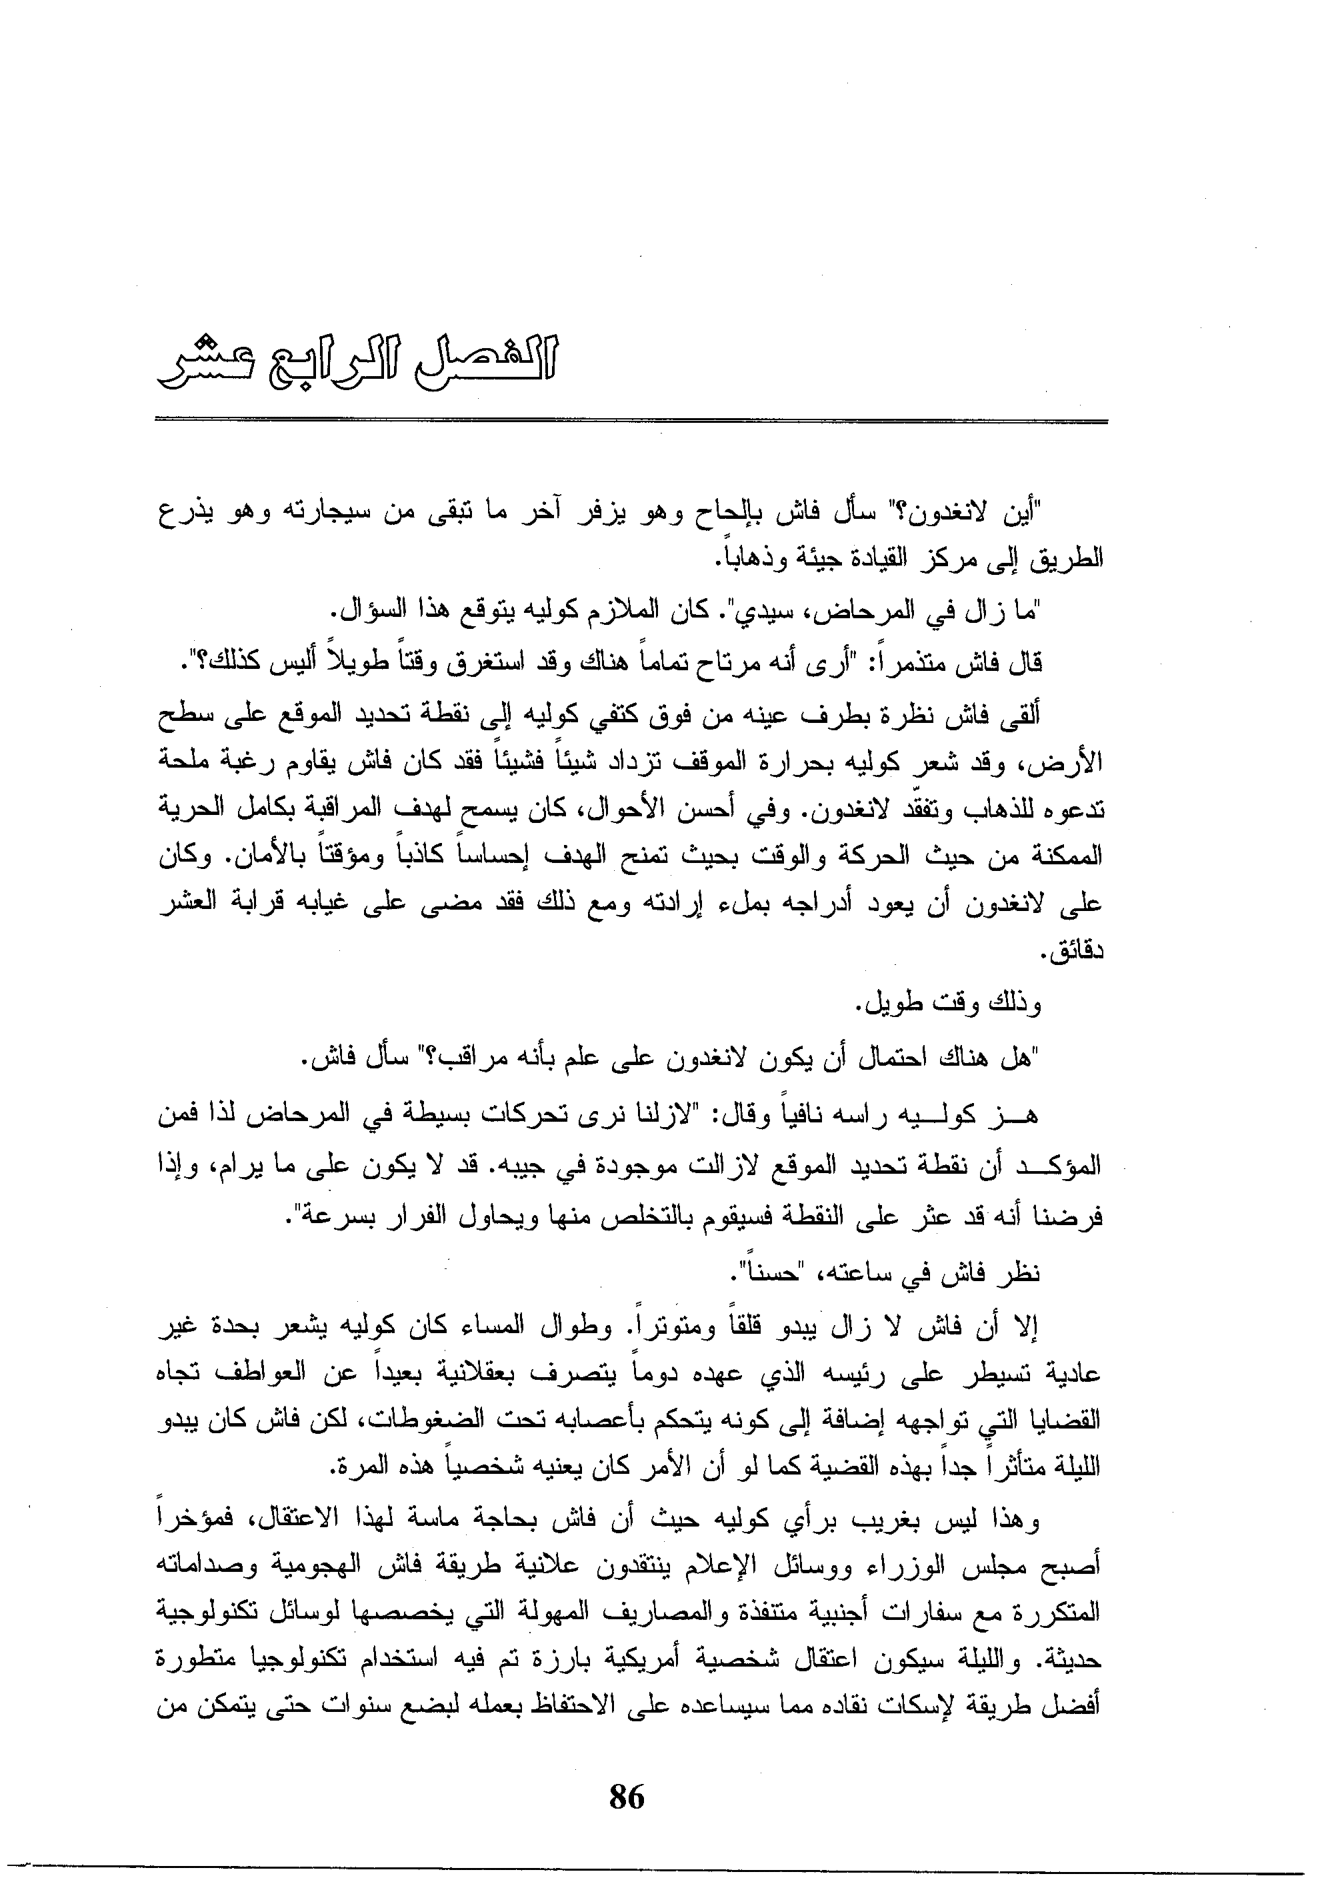 الفصل الرابع عشر
"أين لانغدون؟" سأل فاش بإلحاح وهو يزفر آخر ما تبقى من سيجارته وهو يذرع
الطريق إلى مركز القيادة جيئة وذهاباً.
"ما زال في المرحاض، سيدي". كان الملازم كوليه يتوقع هذا السؤال.
قال فاش متذمراً: "أرى أنه مرتاح تماماً هناك وقد استغرق وقتاً طويلاً أليس كذلك؟".
ألقى فاش نظرة بطرف عينه من فوق كتفي كوليه إلى نقطة تحديد الموقع على سطح
الأرض، وقد شعر كوليه بحرارة الموقف تزداد شيئاً فشيئاً فقد كان فاش يقاوم رغبة ملحة
تدعوه للذهاب وتفقّد لانغدون. وفي أحسن الأحوال، كان يسمح لهدف المراقبة بكامل الحرية
الممكنة من حيث الحركة والوقت بحيث تمنح الهدف إحساساً كاذباً ومؤقتاً بالأمان. وكان
على لانغدون أن يعود أدراجه بملء إرادته ومع ذلك فقد مضى على غيابه قرابة العشر
دقائق.
وذلك وقت طويل.
"هل هناك احتمال أن يكون لانغدون على علم بأنه مراقب؟" سأل فاش.
هـز كولـيه راسه نافياً وقال: "لازلنا نرى تحركات بسيطة في المرحاض لذا فمن
المؤكـد أن نقطة تحديد الموقع لازالت موجودة في جيبه. قد لا يكون على ما يرام، وإذا
فرضنا أنه قد عثر على النقطة فسيقوم بالتخلص منها ويحاول الفرار بسرعة".
نظر فاش في ساعته، "حسناً".
إلا أن فاش لا زال يبدو قلقاً ومتوتراً. وطوال المساء كان كوليه يشعر بحدة غير
عادية تسيطر على رئيسه الذي عهده دوماً يتصرف بعقلانية بعيداً عن العواطف تجاه
القضايا التي تواجهه إضافة إلى كونه يتحكم بأعصابه تحت الضغوطات، لكن فاش كان يبدو
الليلة متأثراً جداً بهذه القضية كما لو أن الأمر كان يعنيه شخصياً هذه المرة.
وهذا ليس بغريب برأي كوليه حيث أن فاش بحاجة ماسة لهذا الاعتقال، فمؤخراً
أصبح مجلس الوزراء ووسائل الإعلام ينتقدون علانية طريقة فاش الهجومية وصداماته
المتكررة مع سفارات أجنبية متنفذة والمصاريف المهولة التي يخصصها لوسائل تكنولوجية
حديثة. والليلة سيكون اعتقال شخصية أمريكية بارزة تم فيه استخدام تكنولوجيا متطورة
أفضل طريقة لإسكات نقاده مما سيساعده على الاحتفاظ بعمله لبضع سنوات حتى يتمكن من
86